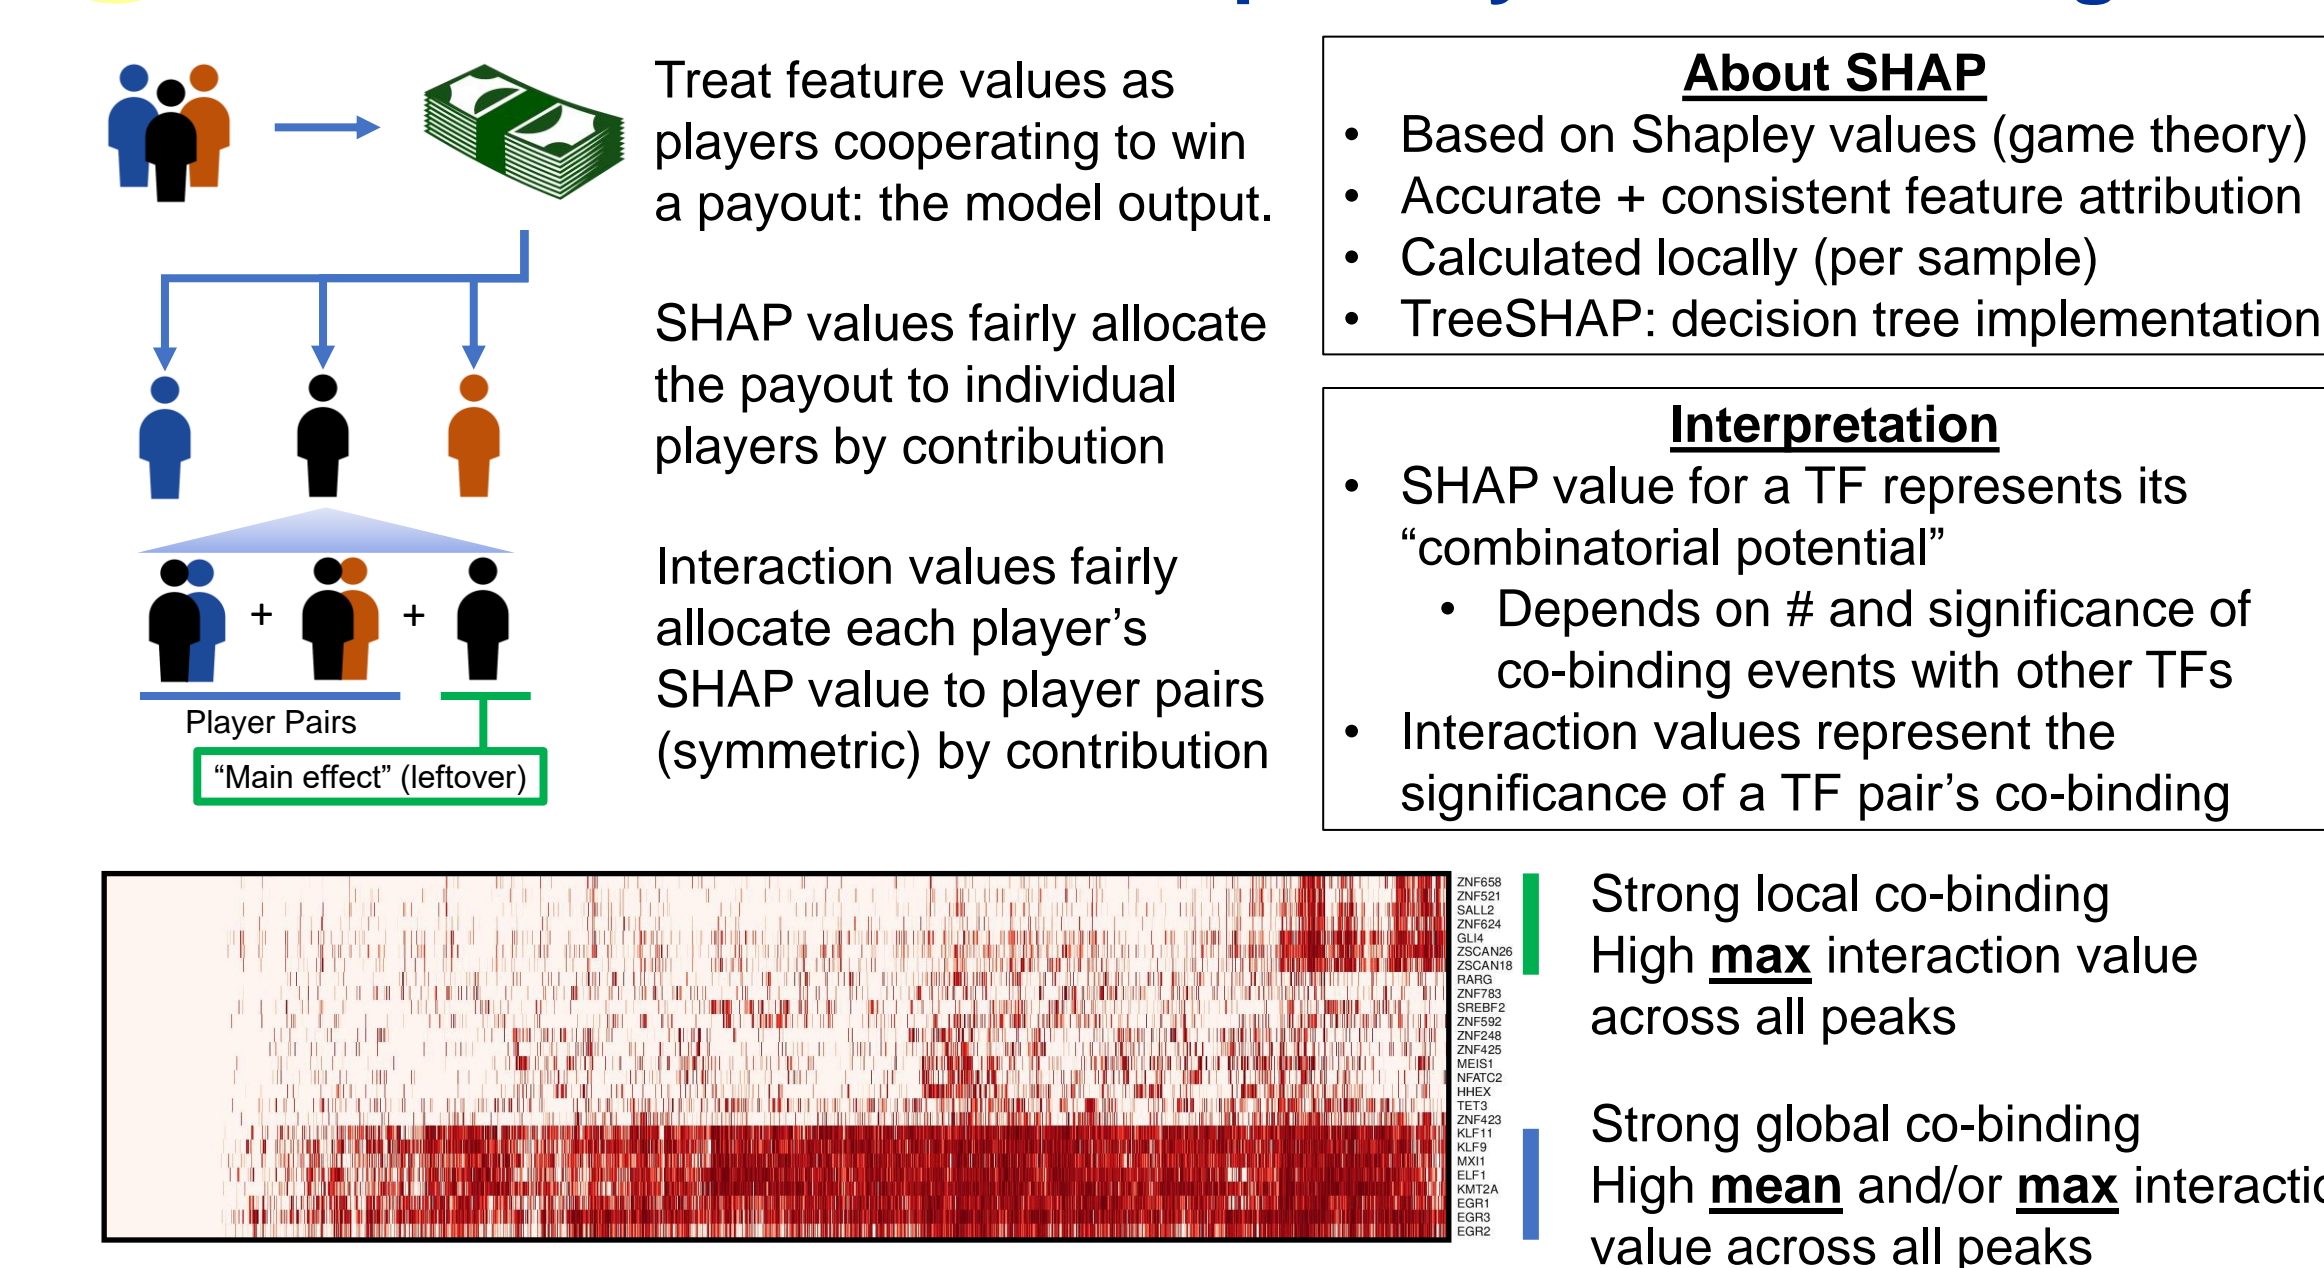 Treat feature values as
players cooperating to win
a payout: the model output.
SHAP values fairly allocate
the payout to individual
players by contribution
+
+
Player Pairs
“Main effect” (leftover)
Interaction values fairly
allocate each player’s
SHAP value to player pairs
(symmetric) by contribution
About SHAP
• Based on Shapley values (game theory)
• Accurate + consistent feature attribution
• Calculated locally (per sample)
• TreeSHAP: decision tree implementation
Interpretation
• SHAP value for a TF represents its
“combinatorial potential”
• Depends on # and significance of
co-binding events with other TFs
• Interaction values represent the
significance of a TF pair’s co-binding
ZNF658
ZNF521
SALL2
ZNF624
GLI4
ZSCAN26
ZSCAN18
RARG
ZNF783
SREBF2
ZNF592
ZNF248
ZNF425
MEIS1
NFATC2
HHEX
TET3
ZNF423
KLF11
KLF9
MXI1
ELF1
KMT2A
EGR1
EGR3
EGR2
Strong local co-binding
High max interaction value
across all peaks
Strong global co-binding
High mean and/or max interactio
value across all peaks